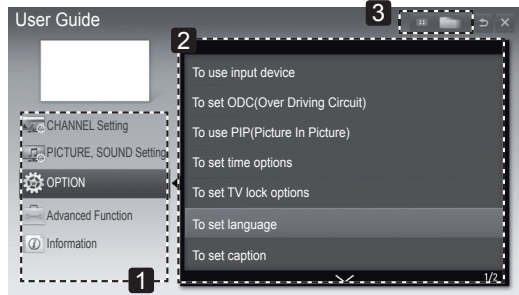 User Guide
3
2
To use input device
To set ODC(Over Driving Circuit)
To use PIP(Picture In Picture)
To set time options
To set TV lock options
To set language
To set caption
1/2
CHANNEL Setting
PICTURE, SOUND Setting
OPTION
Advanced Function
Information
1